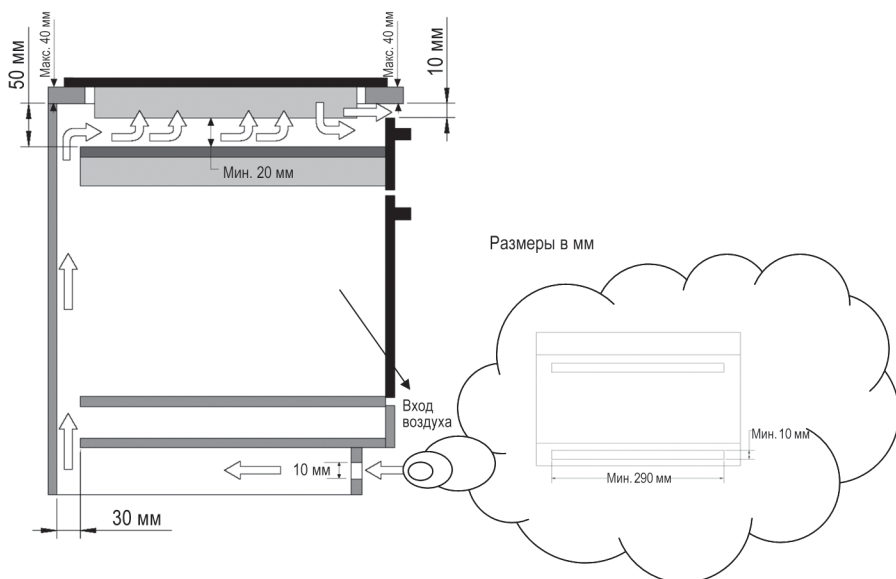 Макс. 40 мм
Макс. 40 мм
50 мм
10 мм
Мин. 20 мм
Размеры в мм
Вход
воздуха
Мин. 10 мм
10 мм
Мин. 290 мм
30 мм